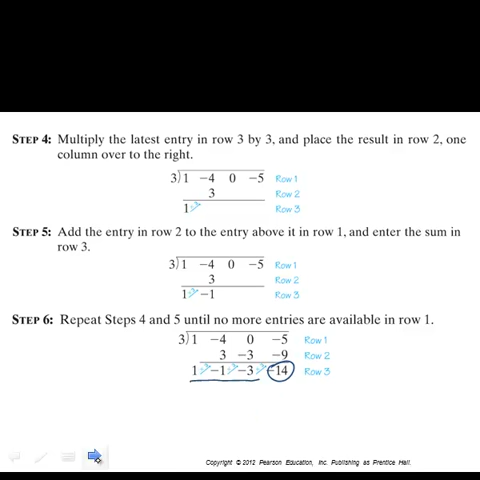 STEP 4: Multiply the latest entry in row 3 by 3, and place the result in row 2, one
column over to the right.
3)1 −4 0 −5 Row 1
3 Row 2
1 Row 3
STEP 5: Add the entry in row 2 to the entry above it in row 1, and enter the sum in
row 3.
3)1 −4 0 −5 Row 1
3 Row 2
1 −1 Row 3
STEP 6: Repeat Steps 4 and 5 until no more entries are available in row 1.
3)1 −4 0 −5 Row 1
3 −3 −9 Row 2
1 −1 −3 −14 Row 3
Copyright © 2012 Pearson Education, Inc. Publishing as Prentice Hall.